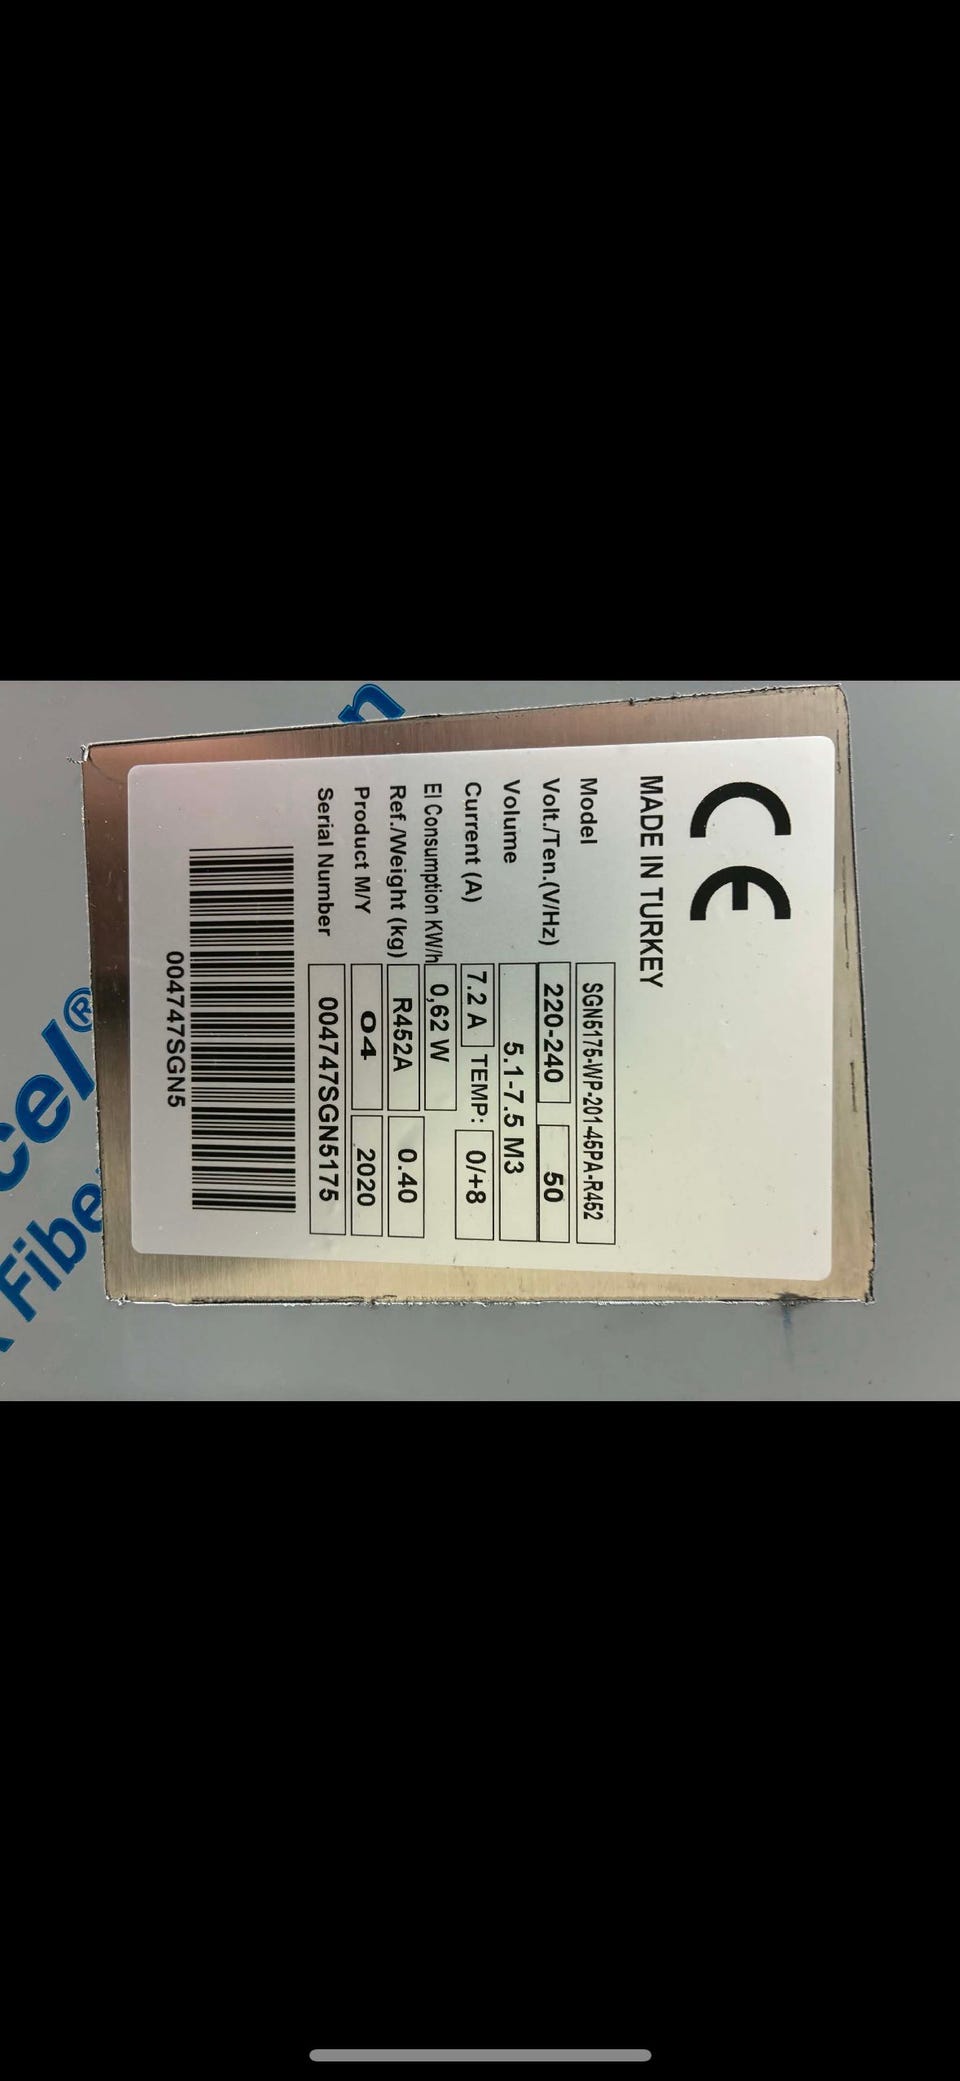 CE
MADE IN TURKEY
Model SGN5175-WP-201-45PA-R452
Volt./Ten.(V/Hz) 220-240 50
Volume 5.1-7.5 M3
Current (A) 7.2 A TEMP: 0/+8
El Consumption KW/h 0,62 W
Ref./Weight (kg) R452A 0.40
Product M/Y 04 2020
Serial Number 004747SGN5175
004747SGN5
cel®
Fibe
n